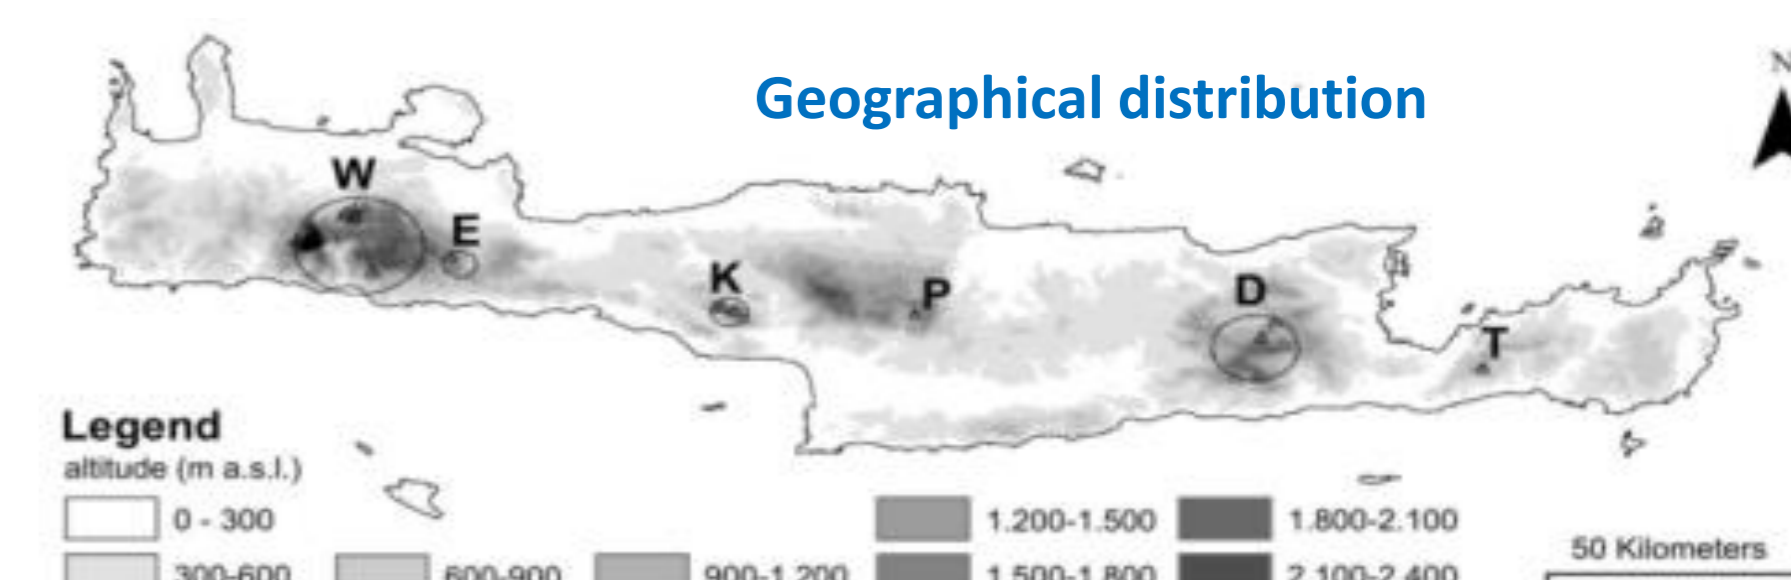 Geographical distribution
N
W
E
K
P
D
T
Legend
altitude (m a.s.l.)
0 - 300
1.200-1.500
1.800-2.100
50 Kilometers
300-600
600-900
900-1.200
1.500-1.800
2.100-2.400